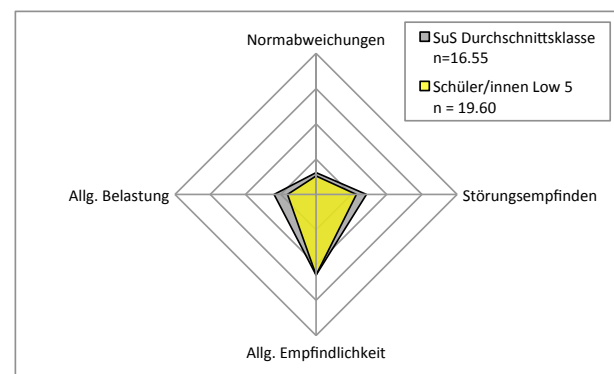 Normabweichungen
SuS Durchschnittsklasse
n=16.55
Schüler/innen Low 5
n = 19.60
Allg. Belastung
Störungsempfinden
Allg. Empfindlichkeit